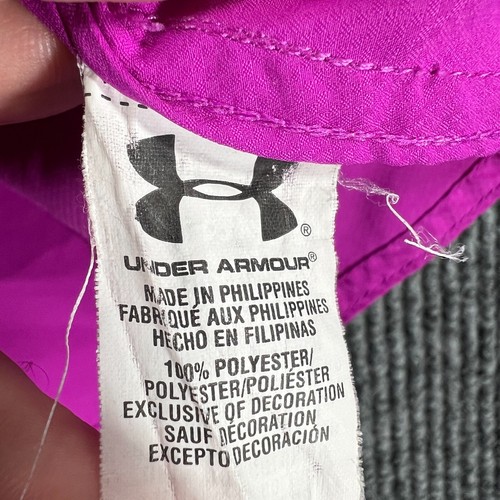 UNDER ARMOUR®
MADE IN PHILIPPINES
FABRIQUÉ AUX PHILIPPINES
HECHO EN FILIPINAS
100% POLYESTER/
POLYESTER/POLIÉSTER
EXCLUSIVE OF DECORATION
SAUF DÉCORATION
EXCEPTO DECORACIÓN